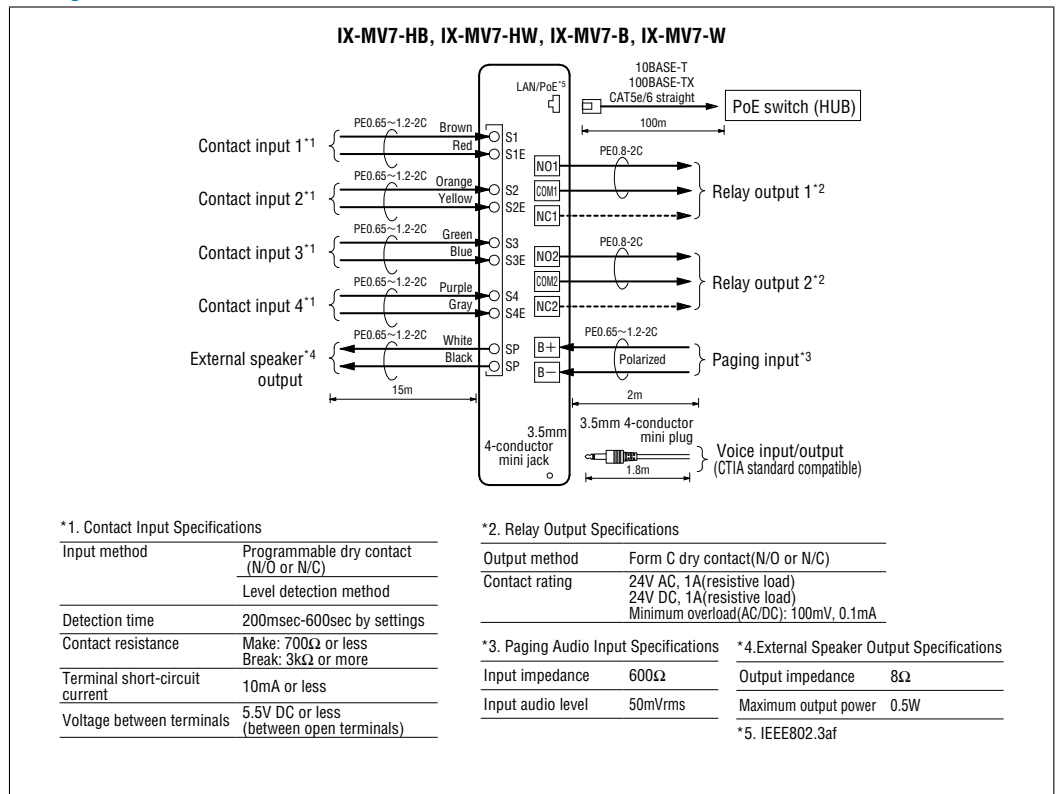 IX-MV7-HB, IX-MV7-HW, IX-MV7-B, IX-MV7-W
LAN/PoE*5
10BASE-T
100BASE-TX
CAT5e/6 straight
100m
PoE switch (HUB)
Contact input 1*1
PE0.65~1.2-2C
Brown
Red
S1
S1E
Contact input 2*1
PE0.65~1.2-2C
Orange
Yellow
S2
S2E
Contact input 3*1
PE0.65~1.2-2C
Green
Blue
S3
S3E
Contact input 4*1
PE0.65~1.2-2C
Purple
Gray
S4
S4E
External speaker*4
output
PE0.65~1.2-2C
White
Black
SP
SP
15m
NO1
COM1
NC1
PE0.8-2C
Relay output 1*2
NO2
COM2
NC2
PE0.8-2C
Relay output 2*2
B+
B−
PE0.65~1.2-2C
Polarized
Paging input*3
2m
3.5mm
4-conductor
mini jack
3.5mm 4-conductor
mini plug
1.8m
Voice input/output
(CTIA standard compatible)
*1. Contact Input Specifications
Input method
Programmable dry contact
(N/O or N/C)
Level detection method
Detection time
200msec-600sec by settings
Contact resistance
Make: 700Ω or less
Break: 3kΩ or more
Terminal short-circuit
current
10mA or less
Voltage between terminals
5.5V DC or less
(between open terminals)
*2. Relay Output Specifications
Output method
Form C dry contact(N/O or N/C)
Contact rating
24V AC, 1A(resistive load)
24V DC, 1A(resistive load)
Minimum overload(AC/DC): 100mV, 0.1mA
*3. Paging Audio Input Specifications
Input impedance
600Ω
Input audio level
50mVrms
*4.External Speaker Output Specifications
Output impedance
8Ω
Maximum output power
0.5W
*5. IEEE802.3af